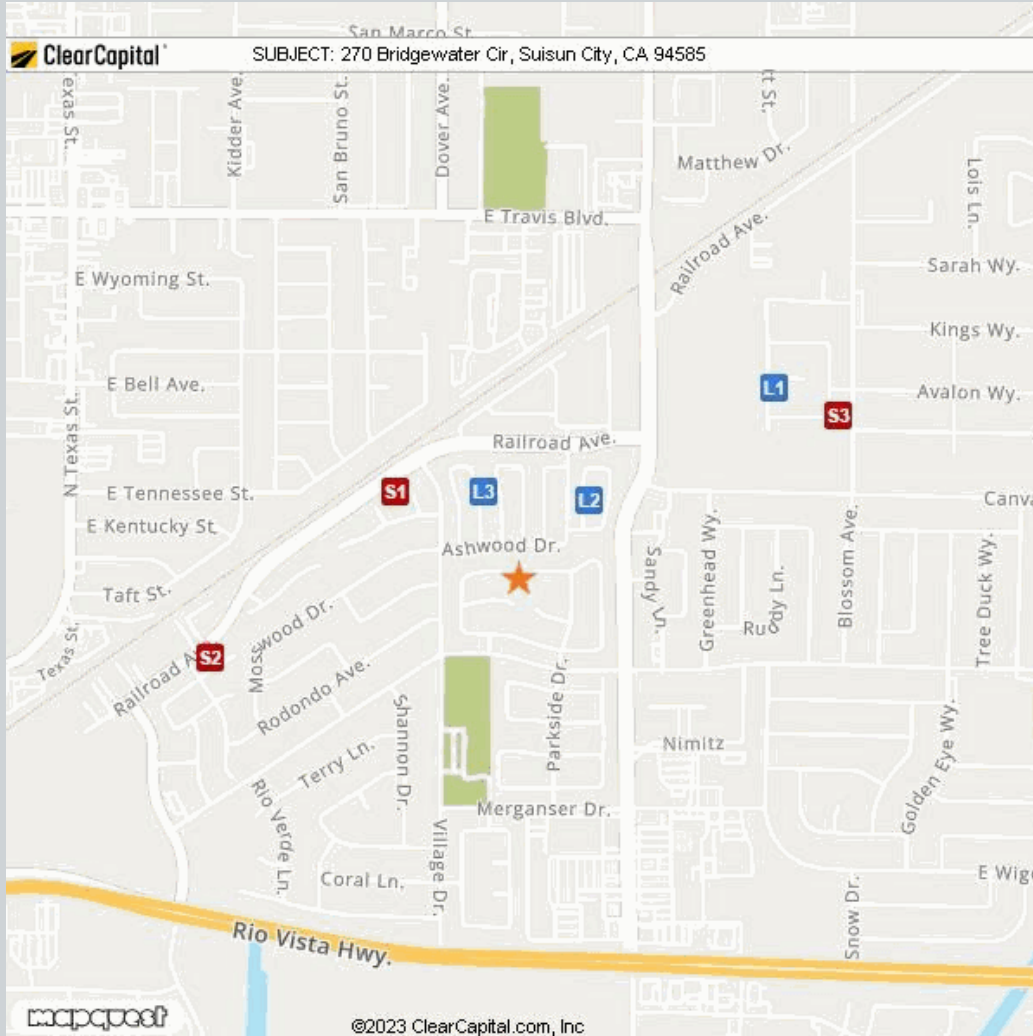 San Marco St.
ClearCapital
SUBJECT: 270 Bridgewater Cir, Suisun City, CA 94585
exas St.
Kidder Ave.
San Bruno St.
Dover Ave.
tt St.
Matthew Dr.
Lois Ln.
E Travis Blvd.
Railroad Ave.
Sarah Wy.
E Wyoming St.
Kings Wy.
E Bell Ave.
L1
Avalon Wy.
S3
N Texas St.
Railroad Ave.
E Tennessee St.
S1
L3
L2
Canva
E Kentucky St
Ashwood Dr.
Sandy Ln.
Greenhead Wy.
Blossom Ave.
Tree Duck Wy.
Taft St.
Rudy Ln.
Ruody
Texas St.
Mosswood Dr.
S2
Railroad Av
Rodondo Ave.
Parkside Dr.
Shannon Dr.
Terry Ln.
Nimitz
Golden Eye Wy.
Rio Verde Ln.
Merganser Dr.
Village Dr.
Coral Ln.
E Wige
Snow Dr.
Rio Vista Hwy.
mapquest
©2023 ClearCapital.com, Inc